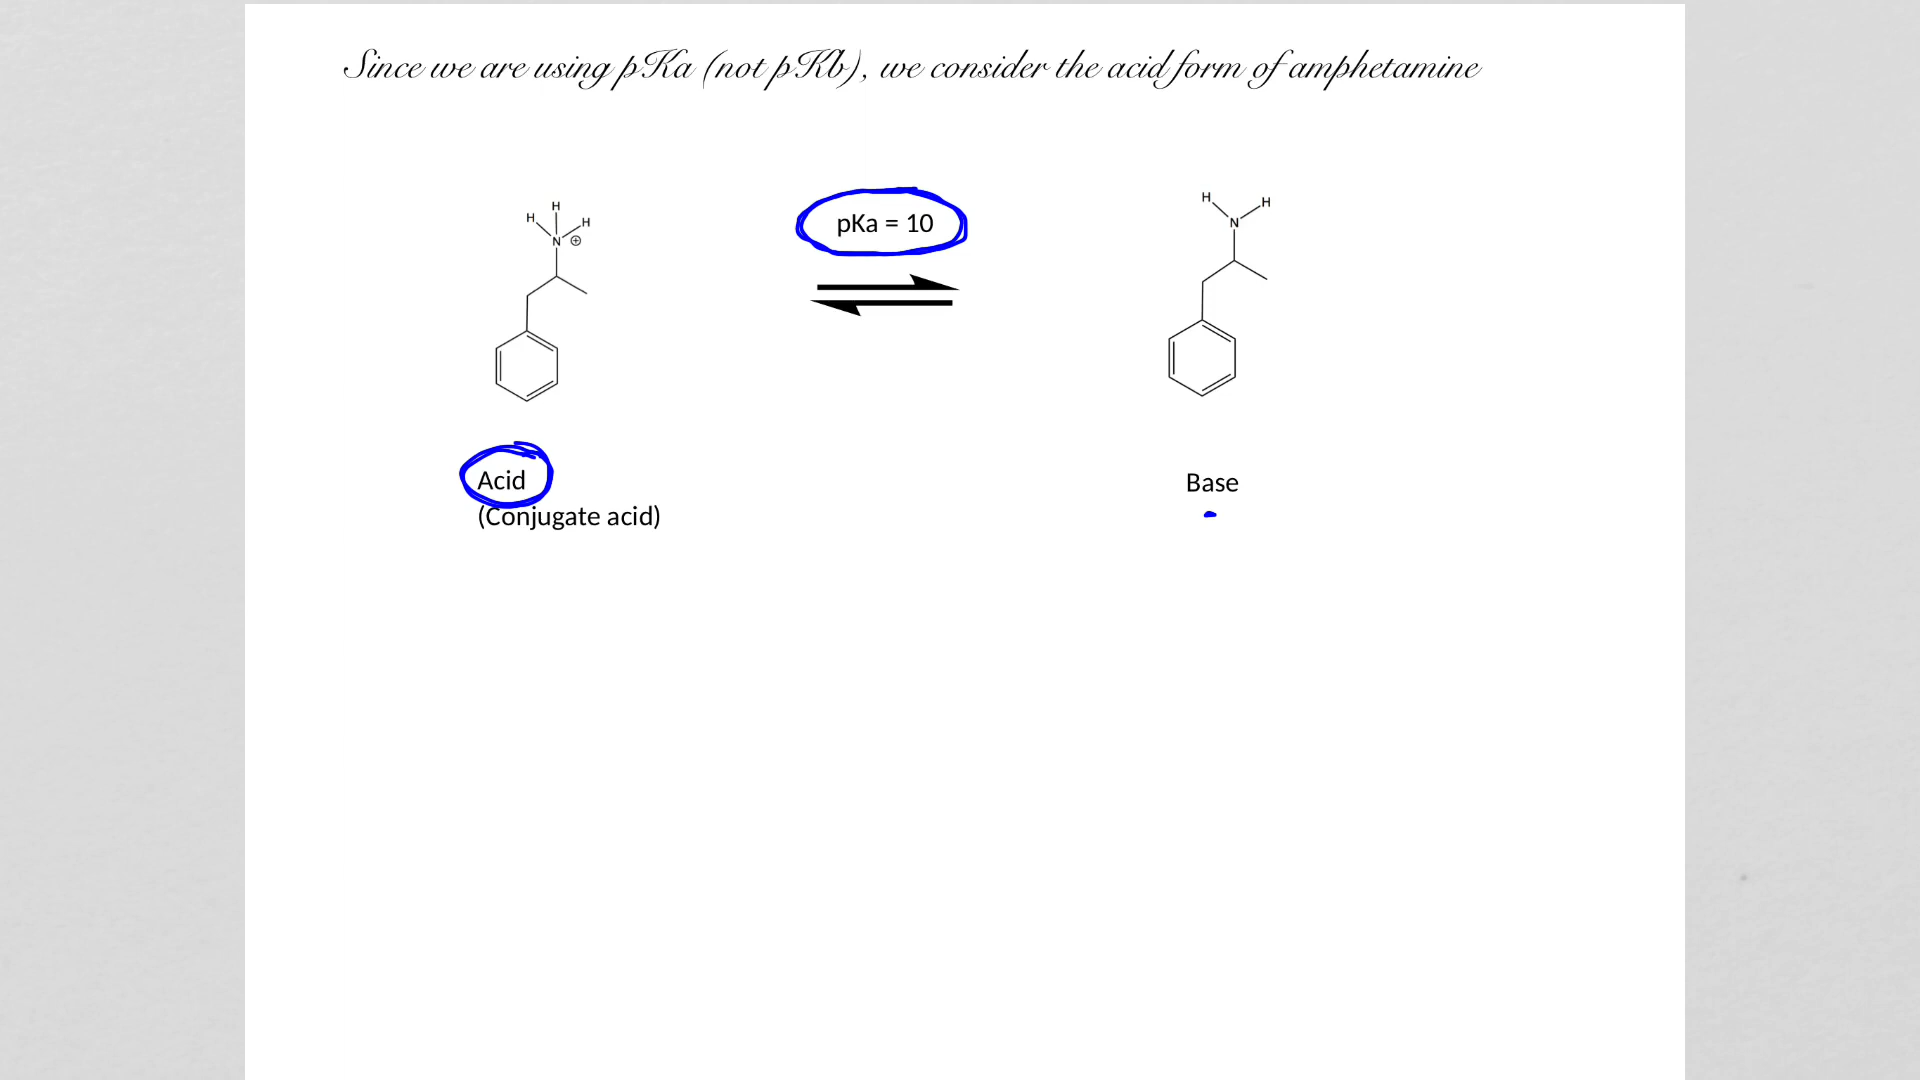 Since we are using pKa (not pKb), we consider the acid form of amphetamine
H
H H
N ⊕
pKa = 10
H H
N
Acid
(Conjugate acid)
Base